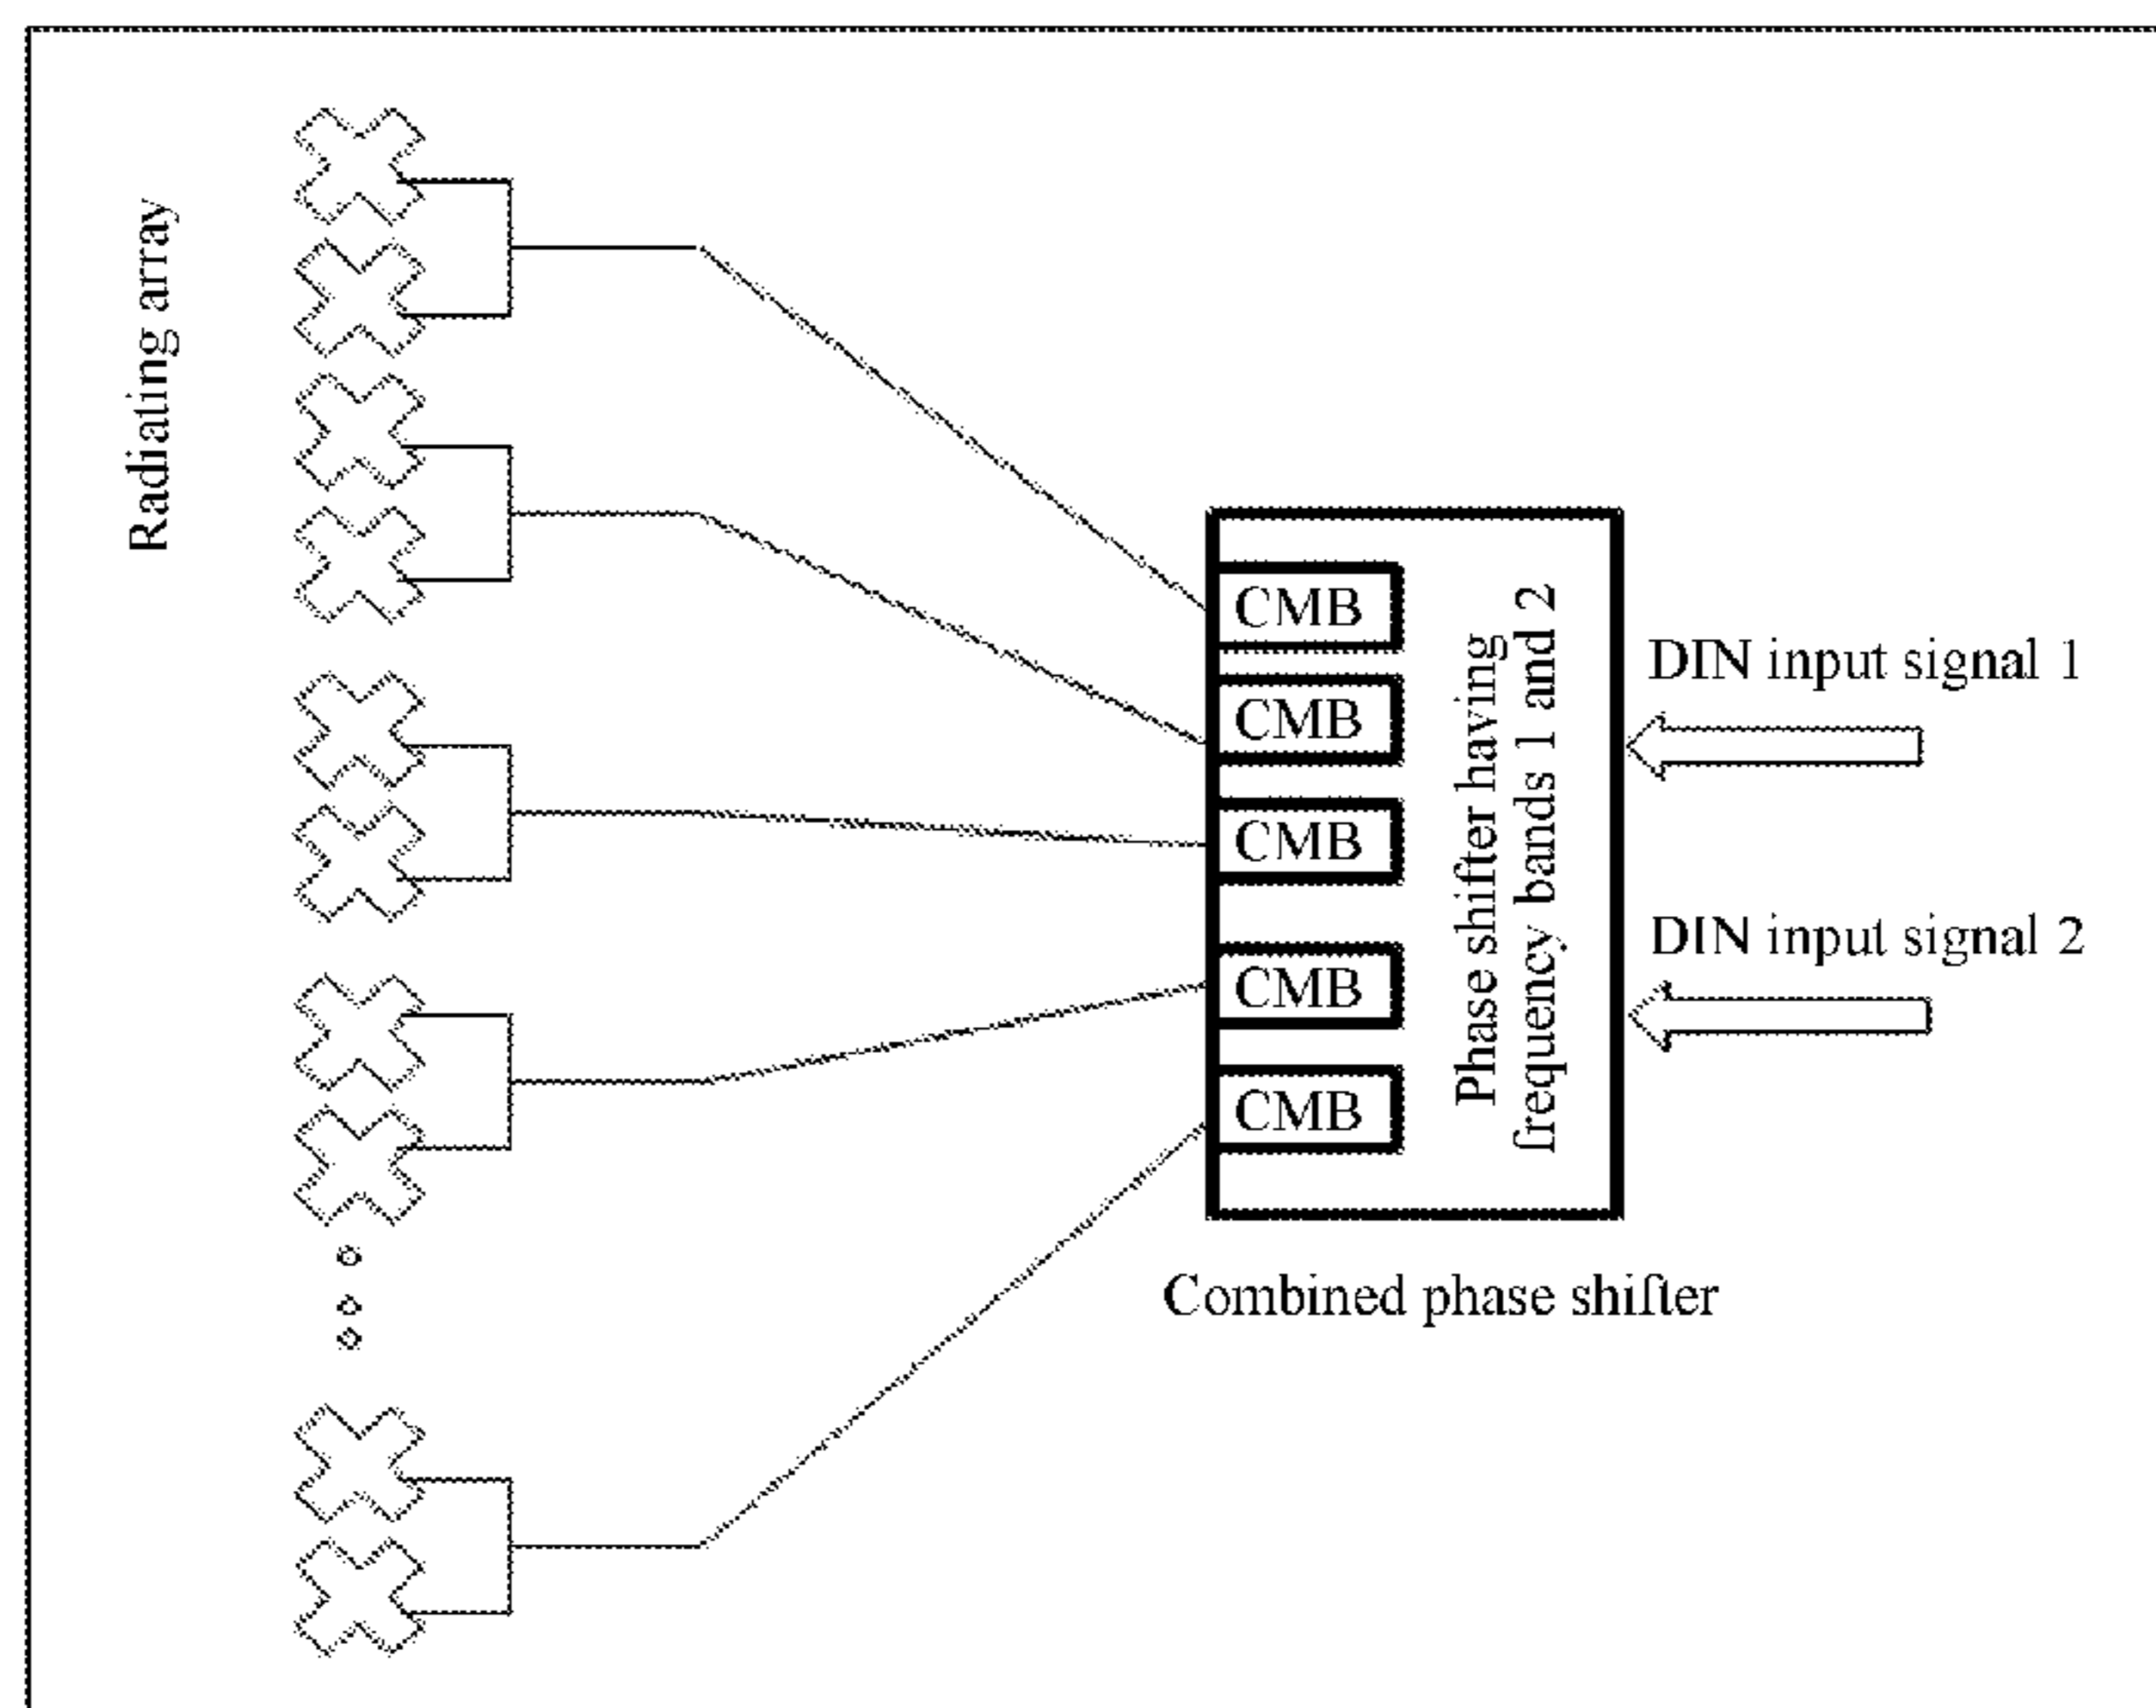 Radiating array
CMB
CMB
CMB
CMB
CMB
Phase shifter having
frequency bands 1 and 2
DIN input signal 1
DIN input signal 2
Combined phase shifter